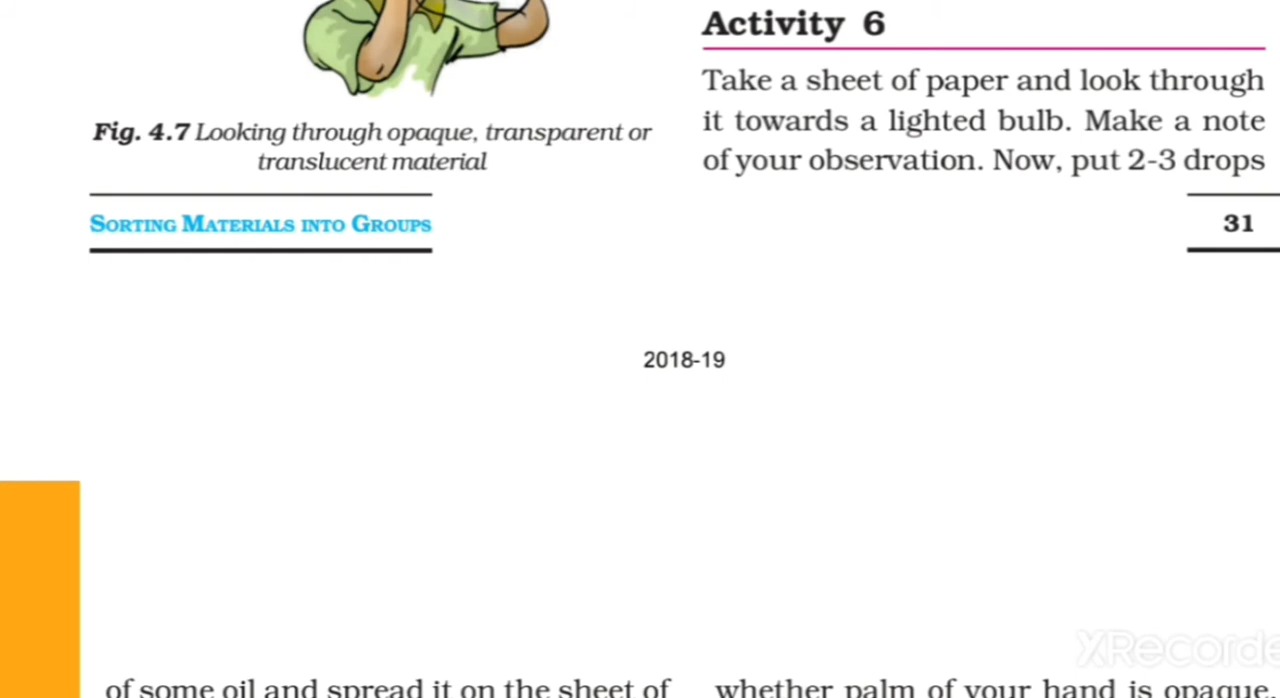 Activity 6
Take a sheet of paper and look through
it towards a lighted bulb. Make a note
of your observation. Now, put 2-3 drops
Fig. 4.7 Looking through opaque, transparent or
translucent material
SORTING MATERIALS INTO GROUPS
31
2018-19
of some oil and spread it on the sheet of
whether palm of your hand is opaque,